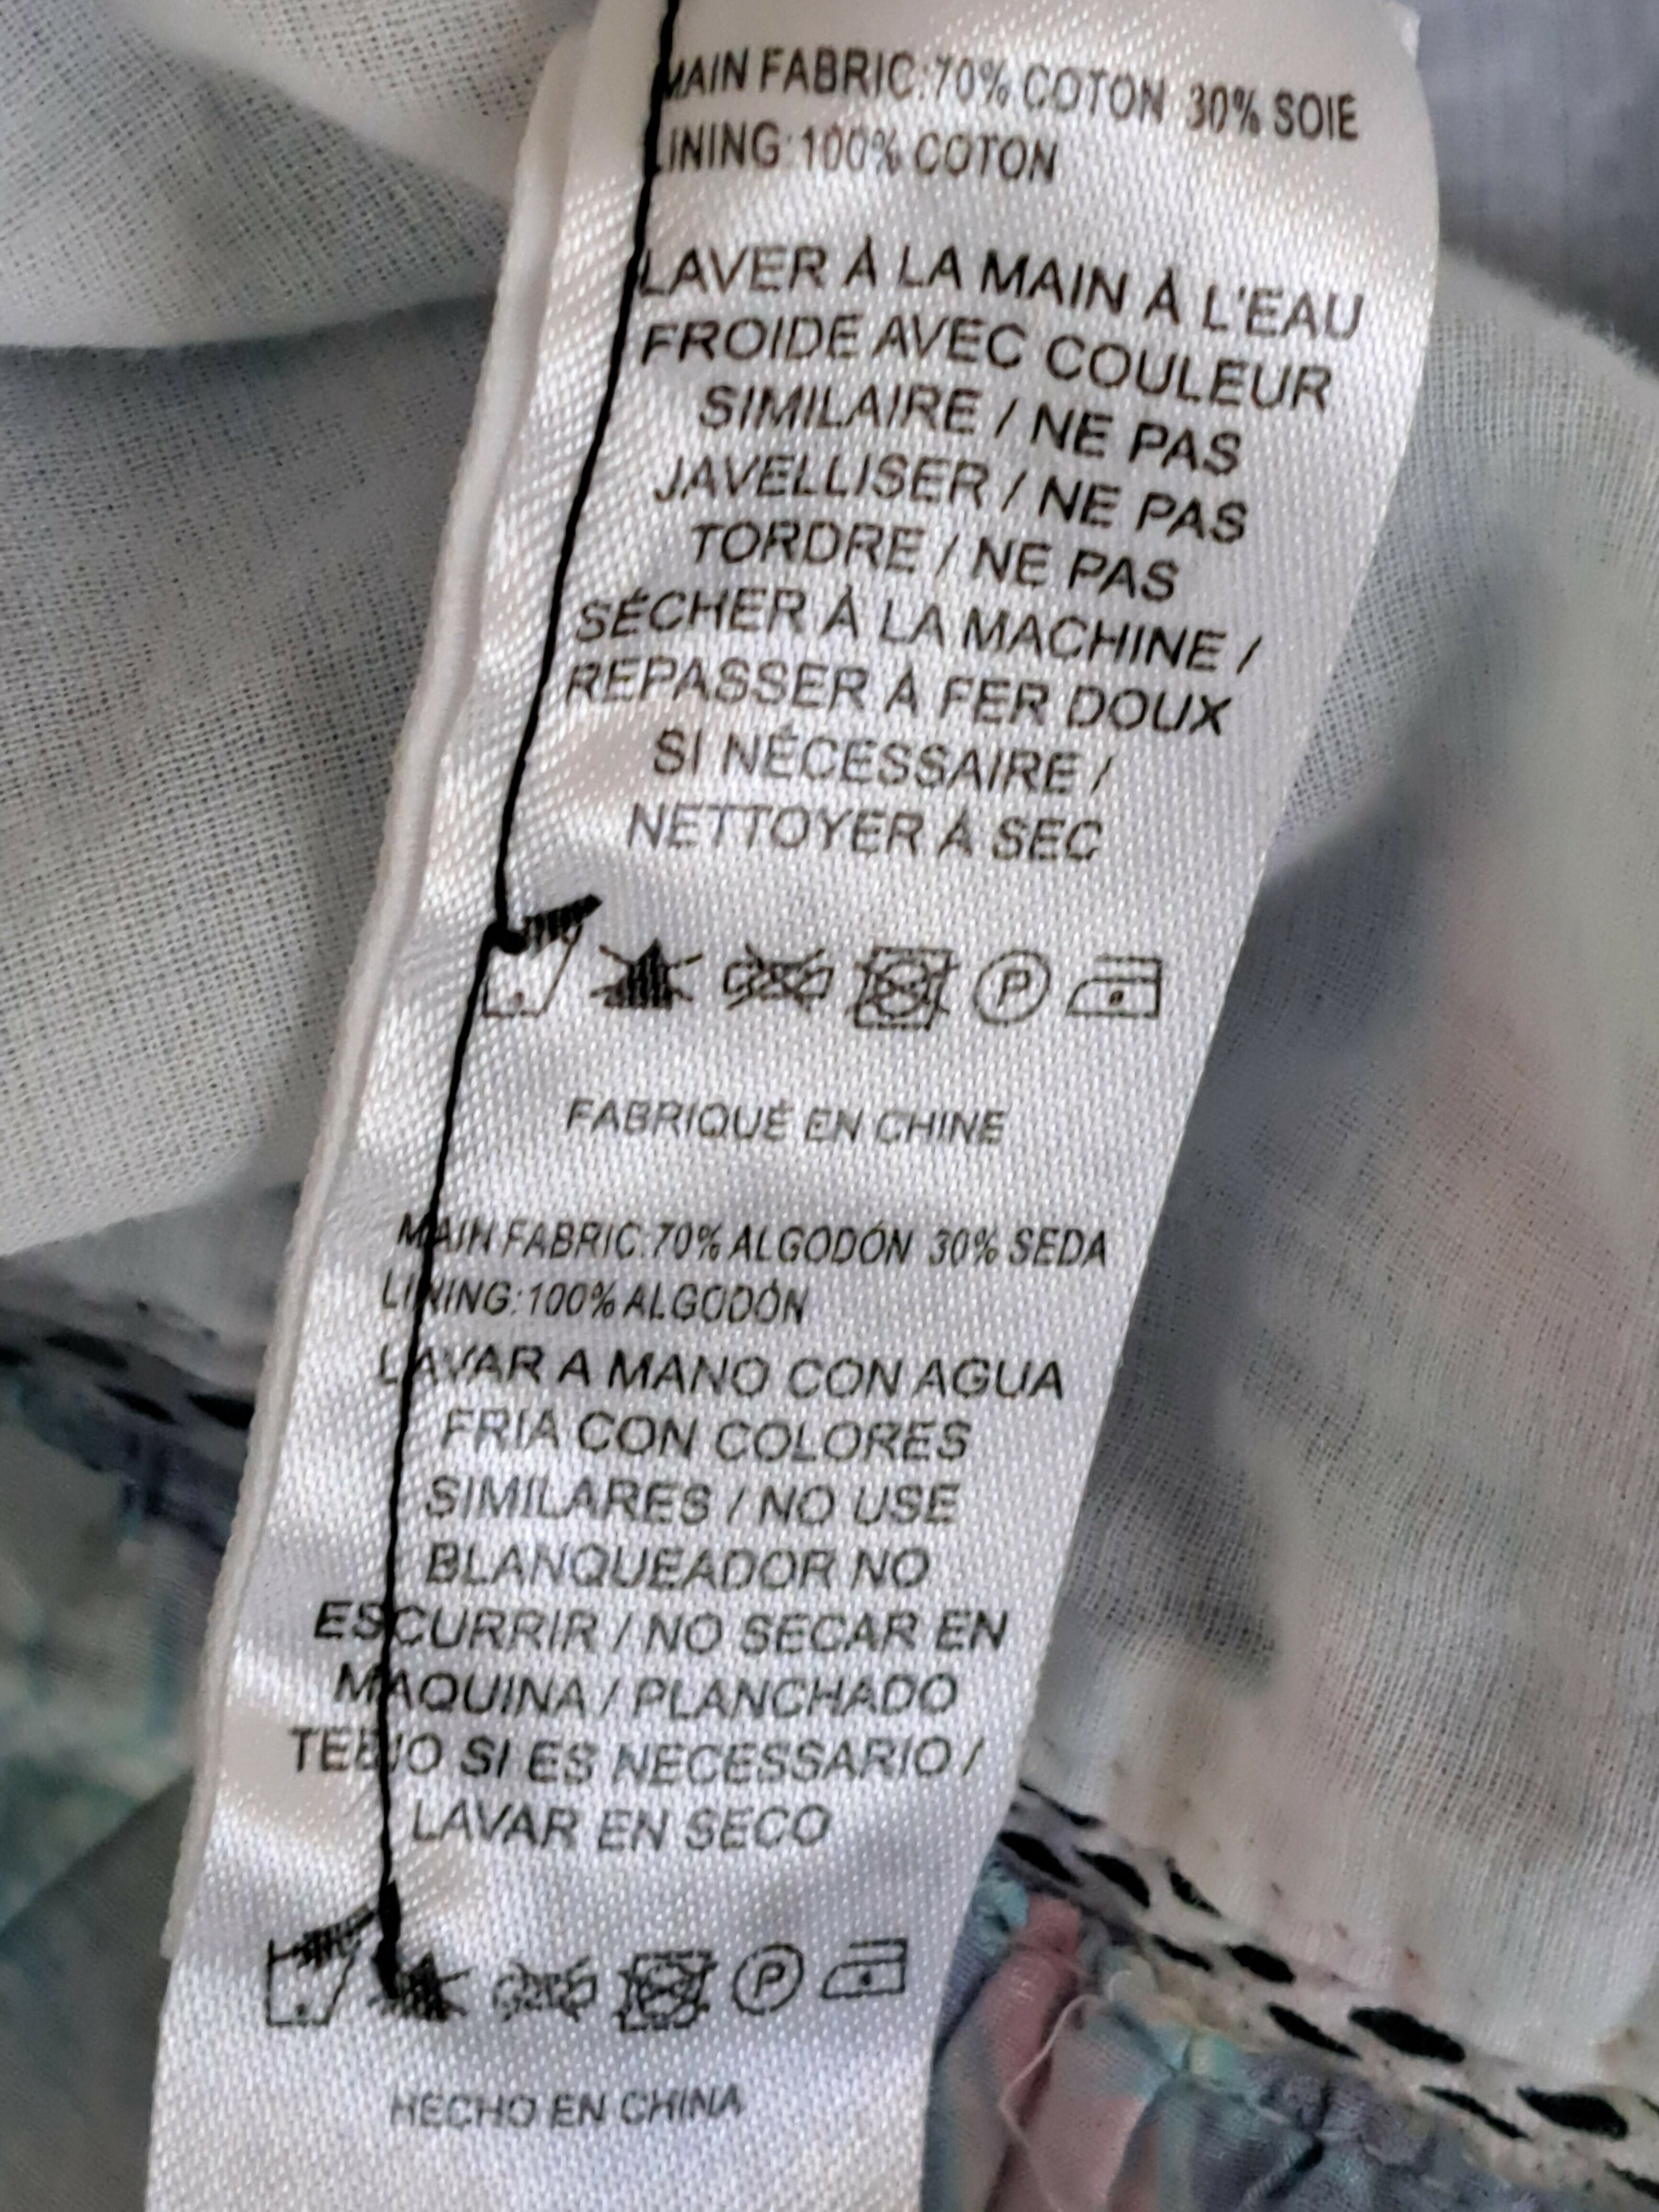 MAIN FABRIC:70% COTON 30% SOIE
LINING:100% COTON
LAVER À LA MAIN À L'EAU
FROIDE AVEC COULEUR
SIMILAIRE / NE PAS
JAVELLISER / NE PAS
TORDRE / NE PAS
SÉCHER À LA MACHINE /
REPASSER À FER DOUX
SI NÉCESSAIRE /
NETTOYER À SEC
P
FABRIQUÉ EN CHINE
MAIN FABRIC:70% ALGODÓN 30% SEDA
LINING:100% ALGODÓN
LAVAR A MANO CON AGUA
FRIA CON COLORES
SIMILARES / NO USE
BLANQUEADOR NO
ESCURRIR / NO SECAR EN
MAQUINA / PLANCHADO
TEBIO SI ES NECESSARIO /
LAVAR EN SECO
P
HECHO EN CHINA